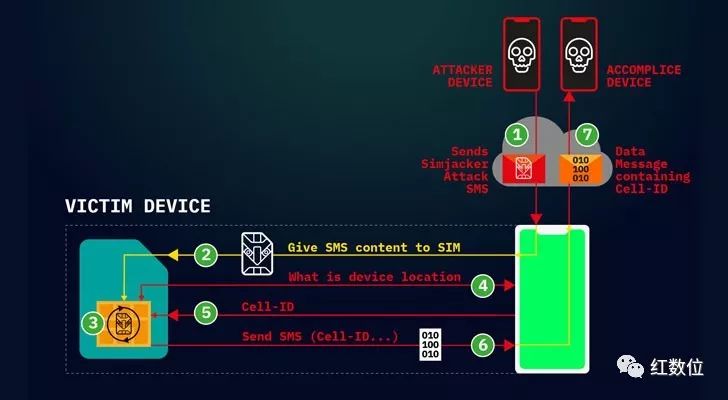 ATTACKER
DEVICE
ACCOMPLICE
DEVICE
1
7
Sends
Simjacker
Attack
SMS
010
100
010
Data
Message
containing
Cell-ID
VICTIM DEVICE
2
Give SMS content to SIM
What is device location
4
3
5
Cell-ID
Send SMS (Cell-ID...)
010
100
010
6
红数位